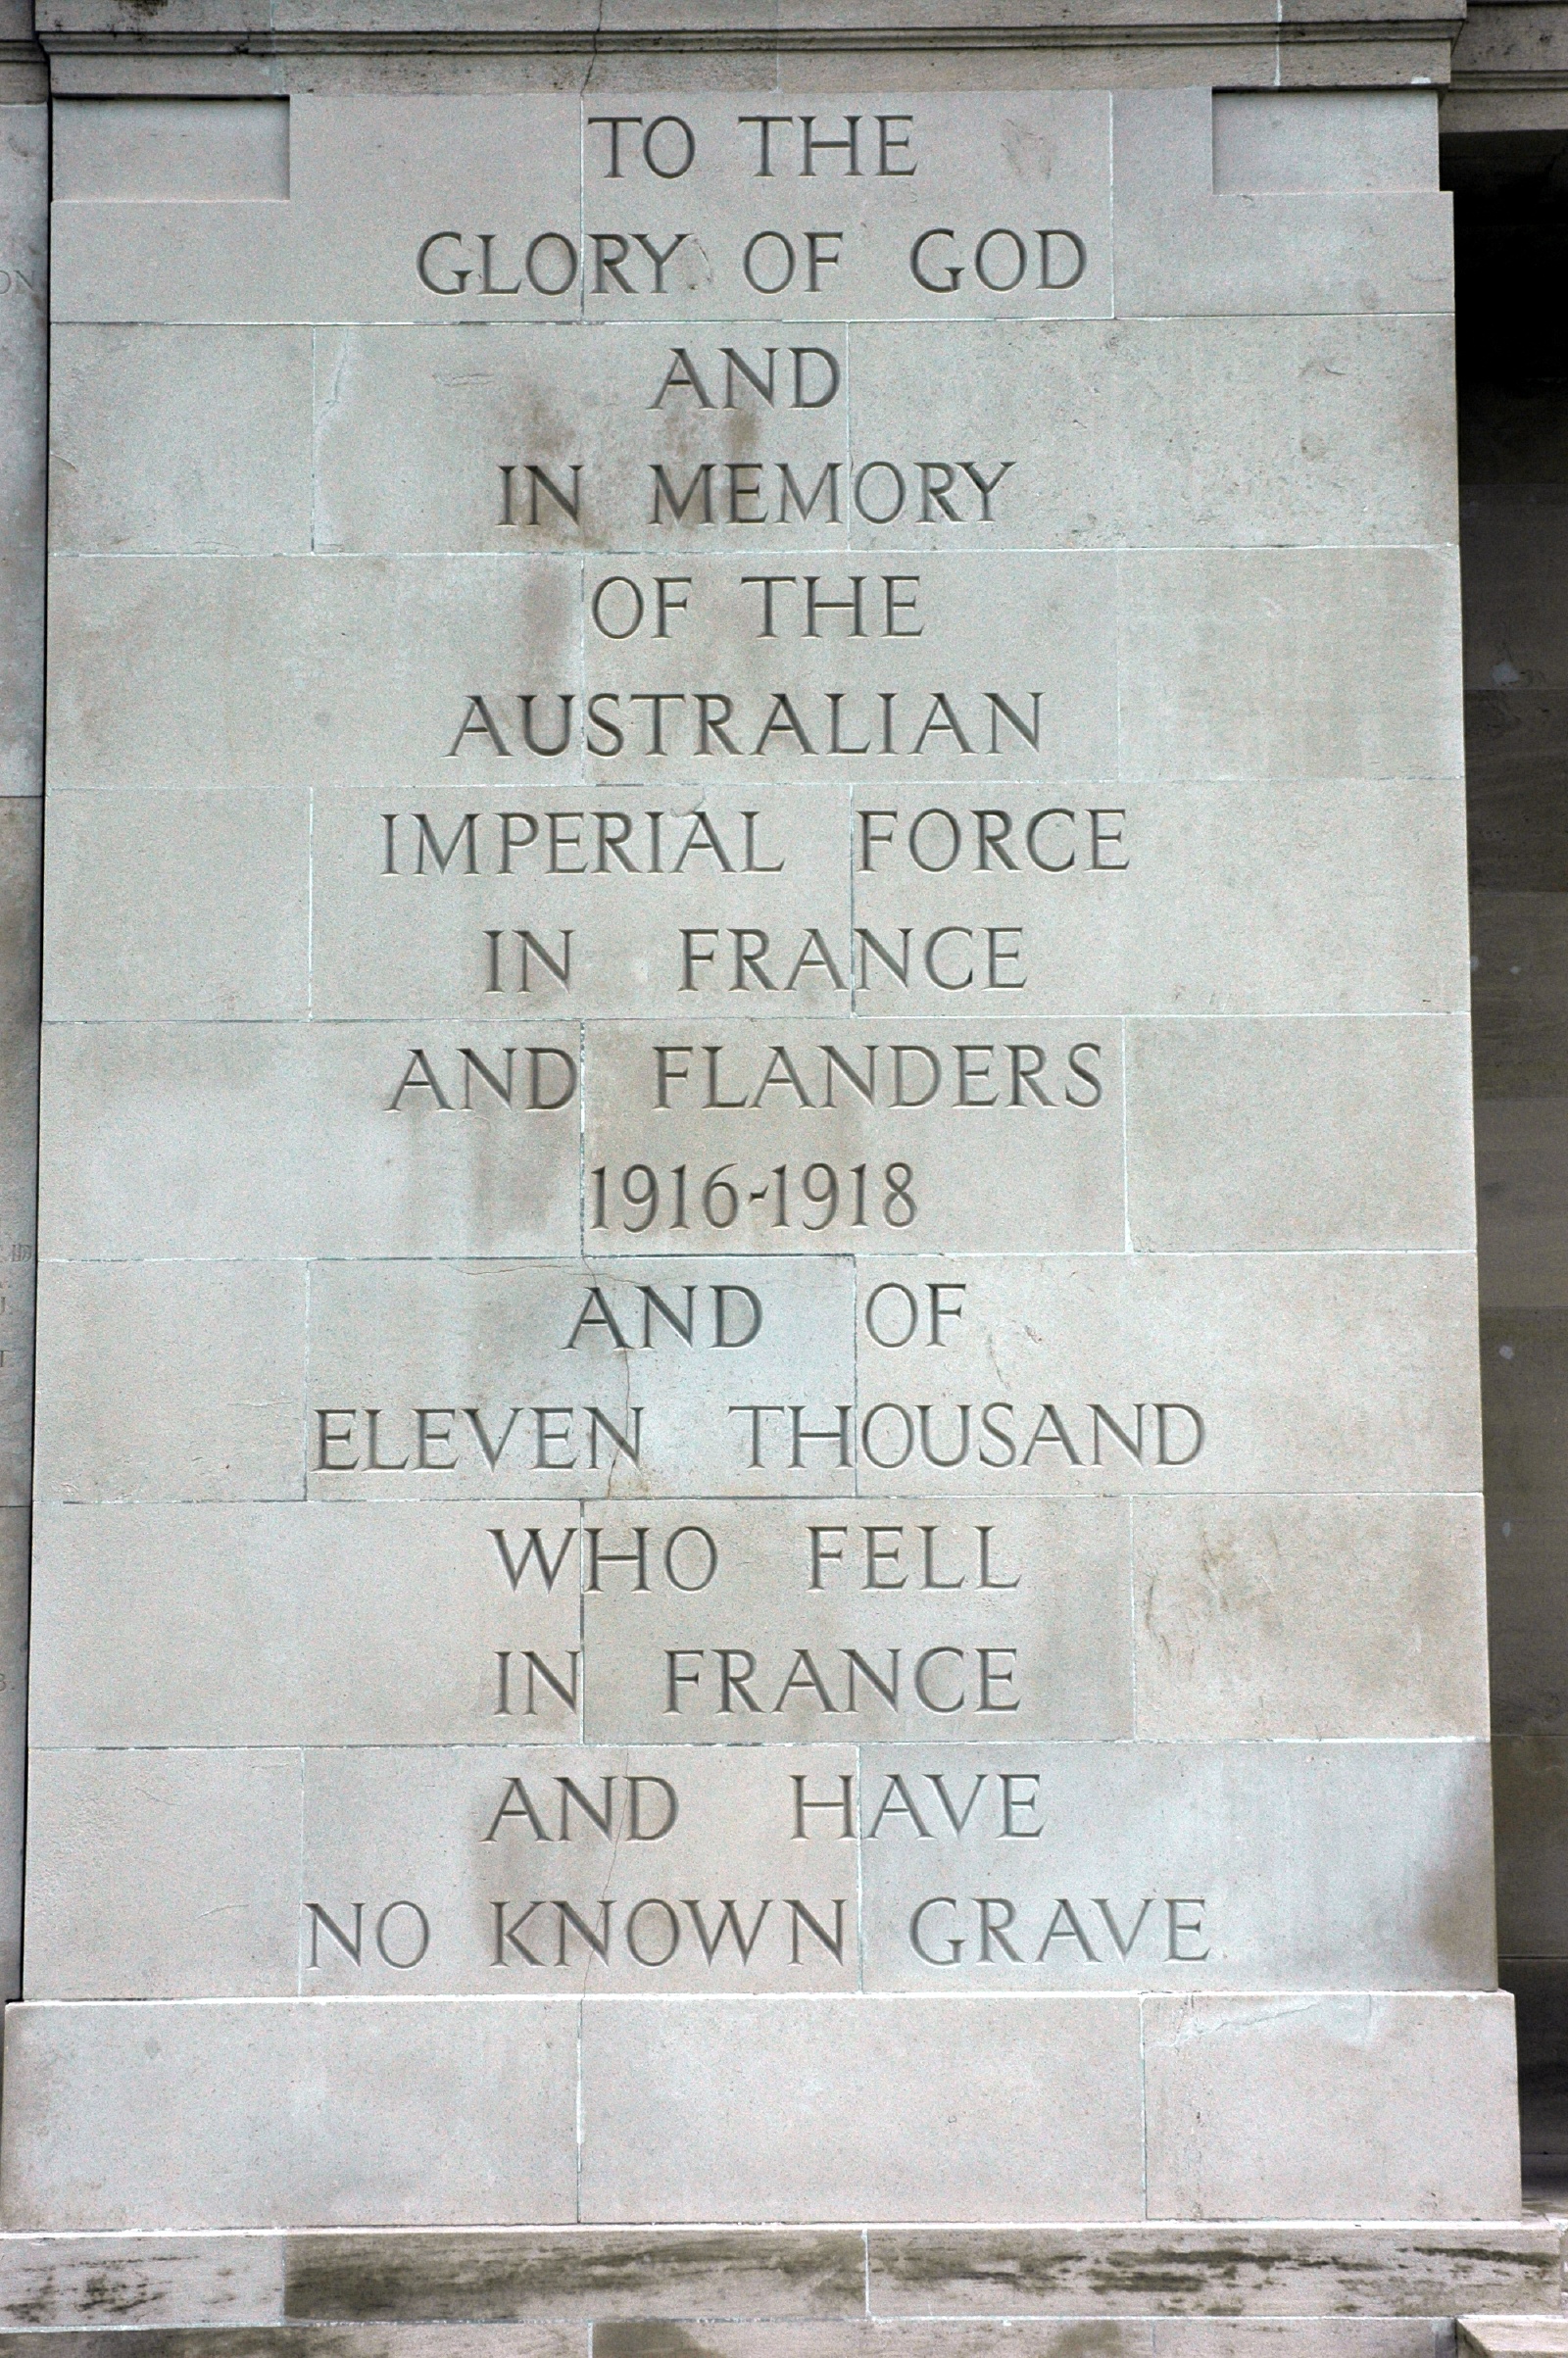 TO THE
GLORY OF GOD
AND
IN MEMORY
OF THE
AUSTRALIAN
IMPERIAL FORCE
IN FRANCE
AND FLANDERS
1916-1918
AND OF
ELEVEN THOUSAND
WHO FELL
IN FRANCE
AND HAVE
NO KNOWN GRAVE